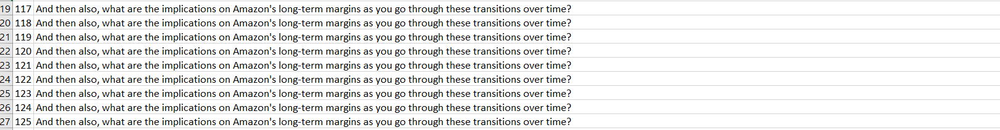 19 117 And then also, what are the implications on Amazon's long-term margins as you go through these transitions over time?
20 118 And then also, what are the implications on Amazon's long-term margins as you go through these transitions over time?
21 119 And then also, what are the implications on Amazon's long-term margins as you go through these transitions over time?
22 120 And then also, what are the implications on Amazon's long-term margins as you go through these transitions over time?
23 121 And then also, what are the implications on Amazon's long-term margins as you go through these transitions over time?
24 122 And then also, what are the implications on Amazon's long-term margins as you go through these transitions over time?
25 123 And then also, what are the implications on Amazon's long-term margins as you go through these transitions over time?
26 124 And then also, what are the implications on Amazon's long-term margins as you go through these transitions over time?
27 125 And then also, what are the implications on Amazon's long-term margins as you go through these transitions over time?